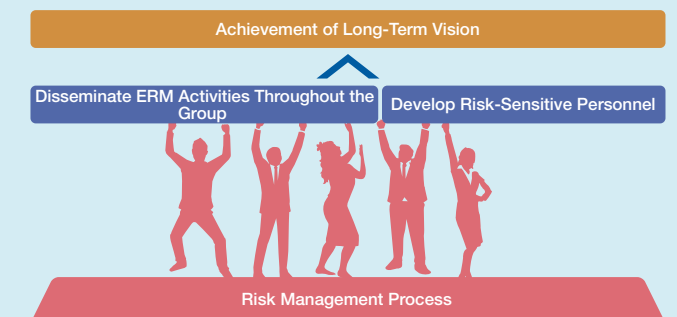 Achievement of Long-Term Vision
Disseminate ERM Activities Throughout the
Group
Develop Risk-Sensitive Personnel
Risk Management Process